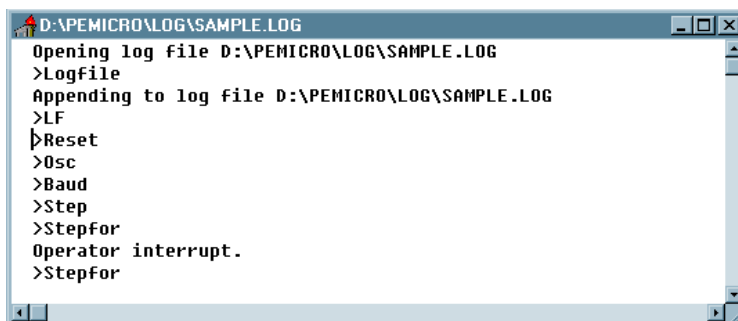 D:\PEMICRO\LOG\SAMPLE.LOG
Opening log file D:\PEMICRO\LOG\SAMPLE.LOG
>Logfile
Appending to log file D:\PEMICRO\LOG\SAMPLE.LOG
>LF
>Reset
>Osc
>Baud
>Step
>Stepfor
Operator interrupt.
>Stepfor